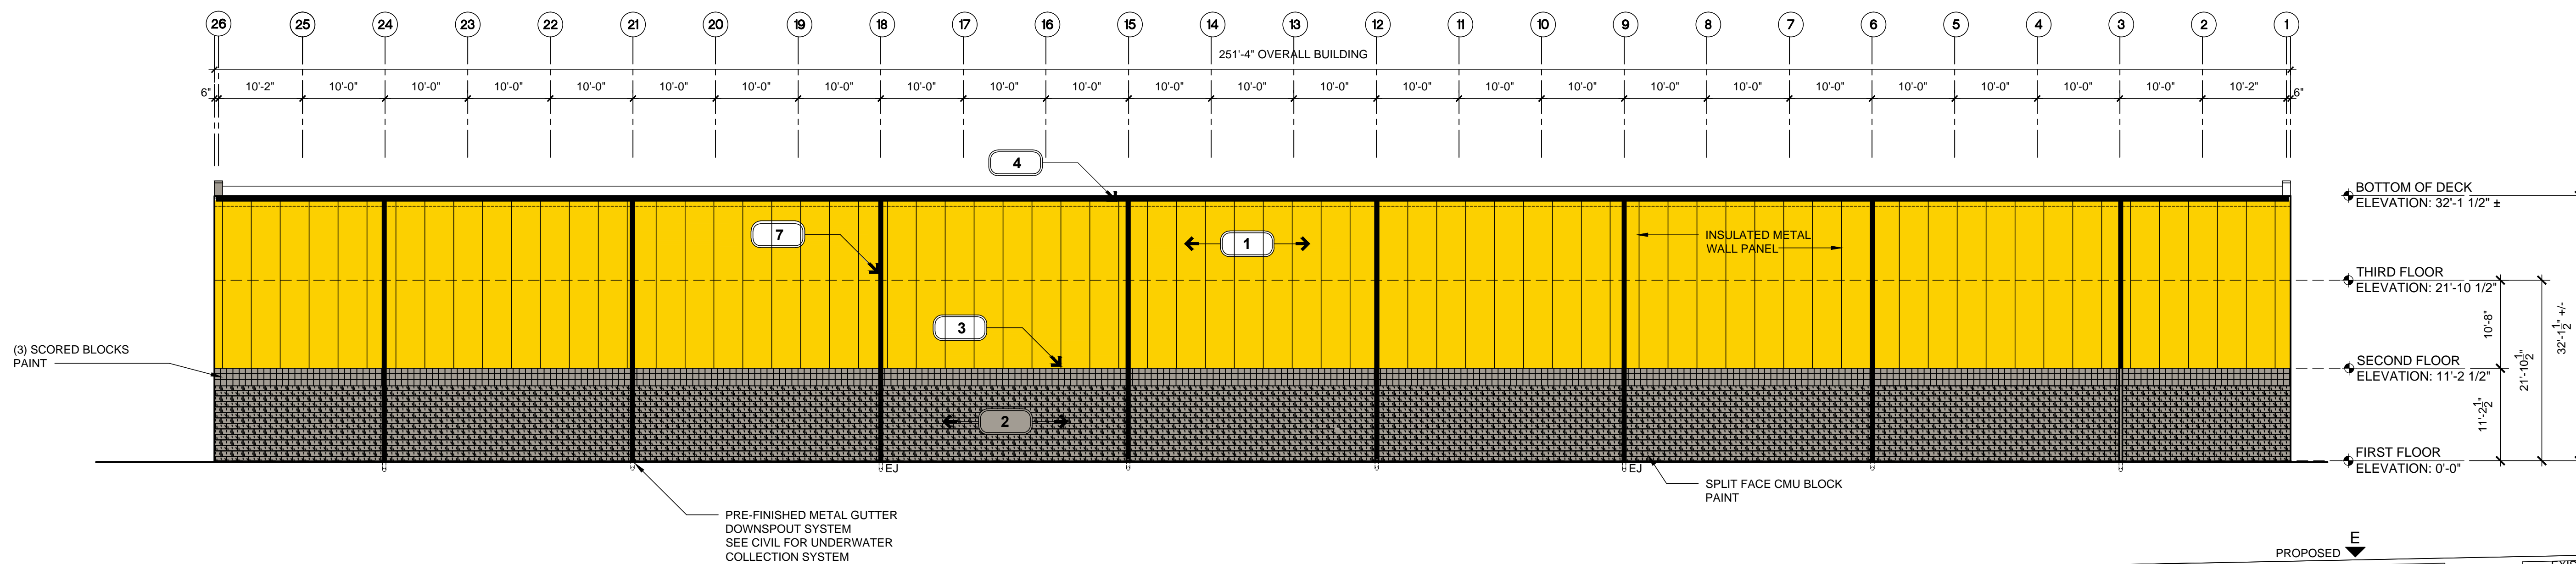 26 25 24 23 22 21 20 19 18 17 16 15 14 13 12 11 10 9 8 7 6 5 4 3 2 1
251'-4" OVERALL BUILDING
6" 10'-2" 10'-0" 10'-0" 10'-0" 10'-0" 10'-0" 10'-0" 10'-0" 10'-0" 10'-0" 10'-0" 10'-0" 10'-0" 10'-0" 10'-0" 10'-0" 10'-0" 10'-0" 10'-0" 10'-0" 10'-0" 10'-0" 10'-0" 10'-0" 10'-2" 6"
4
BOTTOM OF DECK
ELEVATION: 32'-1 1/2" ±
7
1
INSULATED METAL
WALL PANEL
THIRD FLOOR
ELEVATION: 21'-10 1/2"
10'-8"
21'-10 1/2"
32'-1 1/2" +/-
3
(3) SCORED BLOCKS
PAINT
SECOND FLOOR
ELEVATION: 11'-2 1/2"
11'-2 1/2"
2
FIRST FLOOR
ELEVATION: 0'-0"
EJ
EJ
SPLIT FACE CMU BLOCK
PAINT
PRE-FINISHED METAL GUTTER
DOWNSPOUT SYSTEM
SEE CIVIL FOR UNDERWATER
COLLECTION SYSTEM
E
PROPOSED